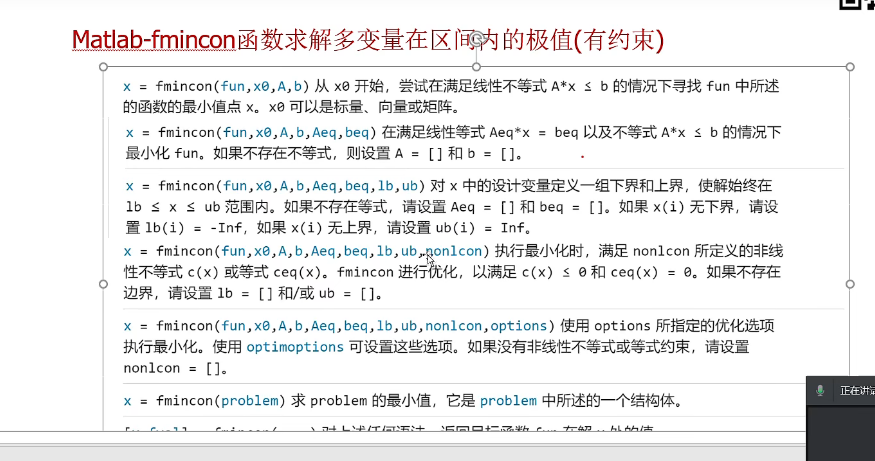 Matlab-fmincon函数求解多变量在区间内的极值(有约束)
x = fmincon(fun,x0,A,b) 从 x0 开始，尝试在满足线性不等式 A*x ≤ b 的情况下寻找 fun 中所述
的函数的最小值点 x。x0 可以是标量、向量或矩阵。
x = fmincon(fun,x0,A,b,Aeq,beq) 在满足线性等式 Aeq*x = beq 以及不等式 A*x ≤ b 的情况下
最小化 fun。如果不存在不等式，则设置 A = [] 和 b = []。
x = fmincon(fun,x0,A,b,Aeq,beq,lb,ub) 对 x 中的设计变量定义一组下界和上界，使解始终在
lb ≤ x ≤ ub 范围内。如果不存在等式，请设置 Aeq = [] 和 beq = []。如果 x(i) 无下界，请设
置 lb(i) = -Inf，如果 x(i) 无上界，请设置 ub(i) = Inf。
x = fmincon(fun,x0,A,b,Aeq,beq,lb,ub,nonlcon) 执行最小化时，满足 nonlcon 所定义的非线
性不等式 c(x) 或等式 ceq(x)。fmincon 进行优化，以满足 c(x) ≤ 0 和 ceq(x) = 0。如果不存在
边界，请设置 lb = [] 和/或 ub = []。
x = fmincon(fun,x0,A,b,Aeq,beq,lb,ub,nonlcon,options) 使用 options 所指定的优化选项
执行最小化。使用 optimoptions 可设置这些选项。如果没有非线性不等式或等式约束，请设置
nonlcon = []。
x = fmincon(problem) 求 problem 的最小值，它是 problem 中所述的一个结构体。
正在讲